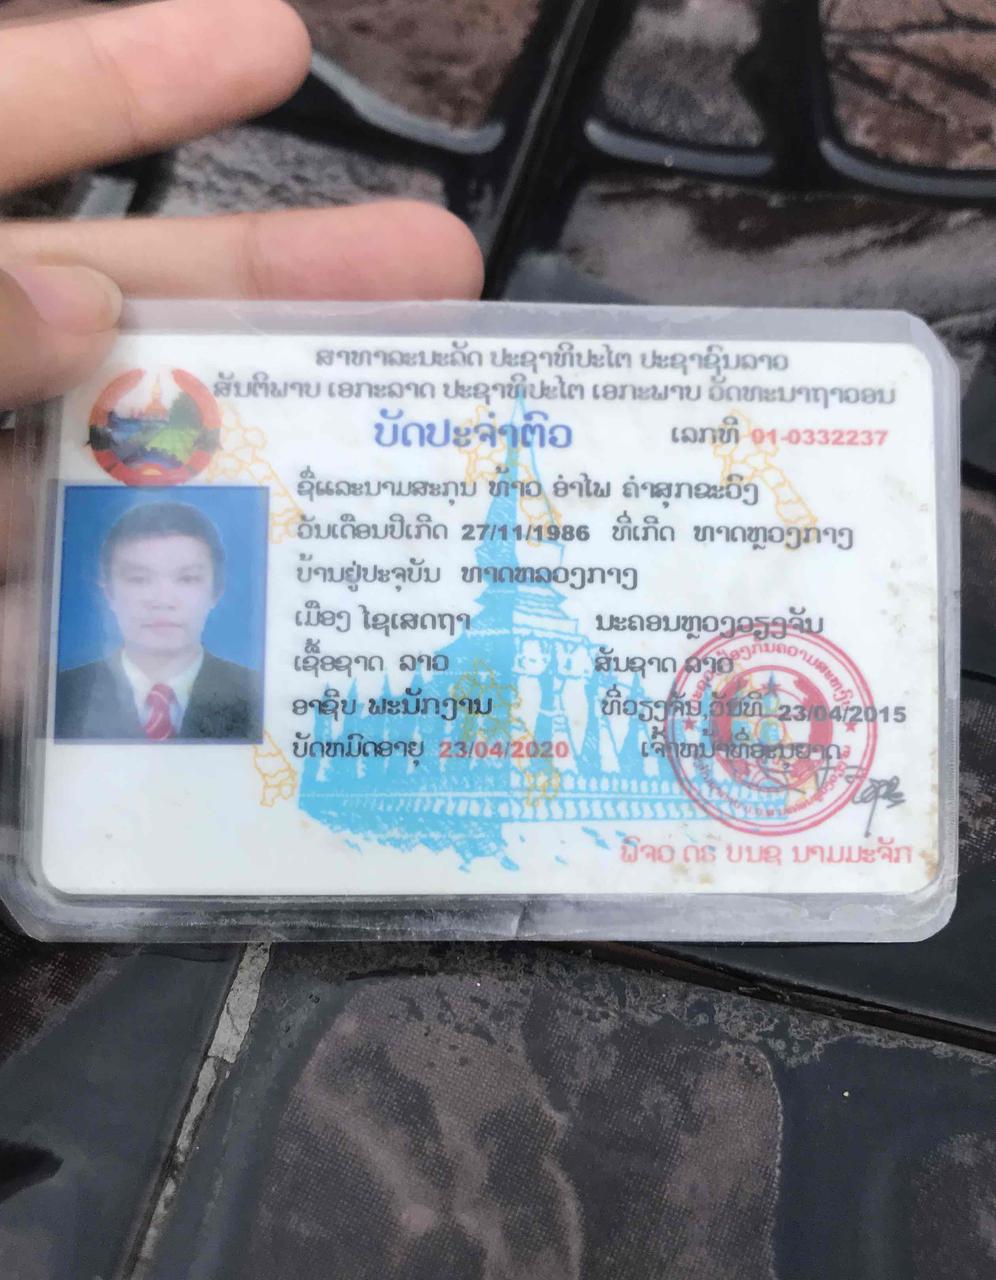 ສາທາລະນະລັດ ປະຊາທິປະໄຕ ປະຊາຊົນລາວ
ສັນຕິພາບ ເອກະລາດ ປະຊາທິປະໄຕ ເອກະພາບ ວັດທະນາຖາວອນ
ບັດປະຈຳຕົວ ເລກທີ 01-0332237
ຊື່ແລະນາມສະກຸນ ທ້າວ ອຳໄພ ຄຳສຸກຂະວົງ
ວັນເດືອນປີເກີດ 27/11/1986 ທີ່ເກີດ ທາດຫຼວງກາງ
ບ້ານຢູ່ປະຈຸບັນ ທາດຫລວງກາງ
ເມືອງ ໄຊເສດຖາ ນະຄອນຫຼວງວຽງຈັນ
ເຊື້ອຊາດ ລາວ ສັນຊາດ ລາວ
ອາຊີບ ພະນັກງານ ທີ່ວຽງຈັນ,ວັນທີ 23/04/2015
ບັດຫມົດອາຍຸ 23/04/2020 ເຈົ້າຫນ້າທີ່ອະນຸຍາດ
ພົຈວ ດຣ ບນຊ ນາມມະຈັກ